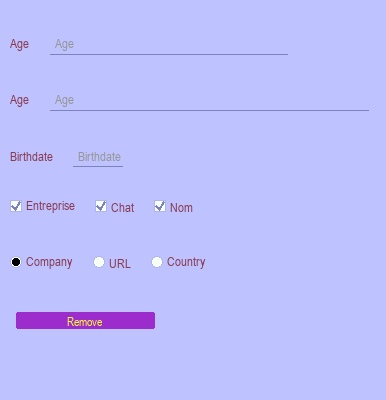 Age Age
Age Age
Birthdate Birthdate
Entreprise Chat Nom
Company URL Country
Remove